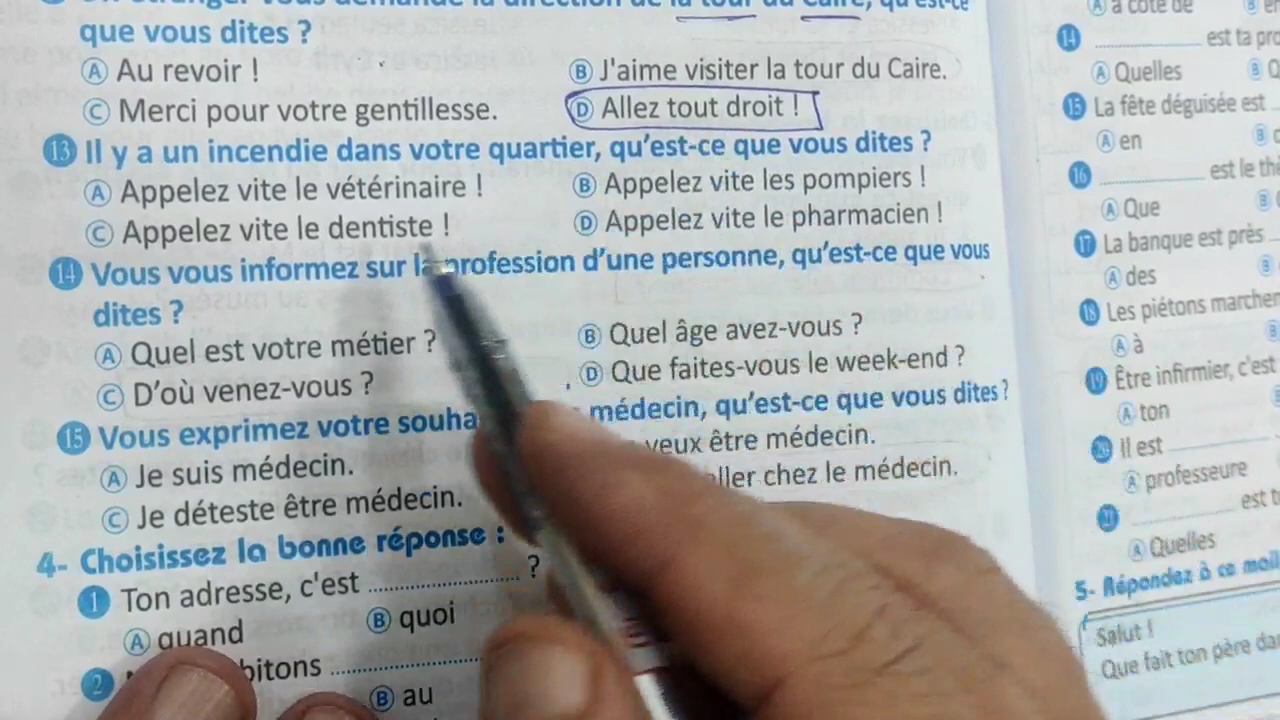 que vous dites ?
A Au revoir !
B J'aime visiter la tour du Caire.
C Merci pour votre gentillesse.
D Allez tout droit !
13 Il y a un incendie dans votre quartier, qu'est-ce que vous dites ?
A Appelez vite le vétérinaire !
B Appelez vite les pompiers !
C Appelez vite le dentiste !
D Appelez vite le pharmacien !
14 Vous vous informez sur la profession d'une personne, qu'est-ce que vous
dites ?
A Quel est votre métier ?
B Quel âge avez-vous ?
C D'où venez-vous ?
D Que faites-vous le week-end ?
15 Vous exprimez votre médecin, qu'est-ce que vous dites ?
A Je suis médecin.
veux être médecin.
C Je déteste être médecin.
chez le médecin.
4- Choisissez la bonne réponse :
1 Ton adresse, c'est .................... ?
A quand
B quoi
2 ....................
B au
A à côté de
B
14 __________ est ta
A Quelles
B
15 La fête déguisée est
A en
B
16 __________ est le
A Que
B
17 La banque est près
A des
B
18 Les piétons
A à
B
19 Être infirmier, c'est
A ton
B
20 Il est __________
A professeure
21 __________ est
A Quelles
5- Répondez à ce
Salut !
Que fait ton père